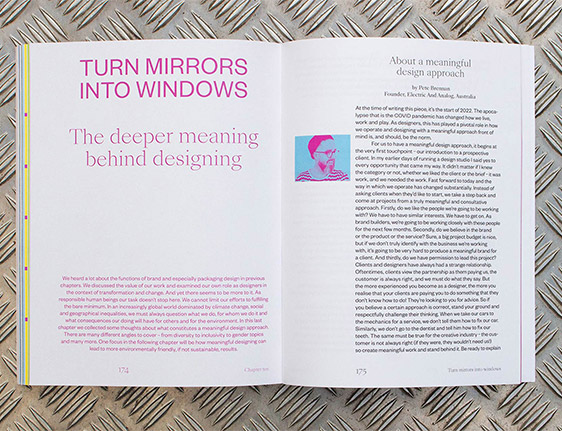 TURN MIRRORS
INTO WINDOWS
The deeper meaning
behind designing
We heard a lot about the functions of brand and especially packaging design in previous
chapters. We discussed the value of our work and examined our own role as designers in
the context of transformation and change. And yet there seems to be more to it. As
responsible human beings our task doesn't stop here. We cannot limit our efforts to fulfilling
the bare minimum. In an increasingly global world dominated by climate change, social
and geographical inequalities, we must always question what we do, for whom we do it and
what consequences our doing will have for others and for the environment. In this last
chapter we collected some thoughts about what constitutes a meaningful design approach.
There are many different angles to cover – from diversity to inclusivity to gender topics
and many more. One focus in the following chapter will be how meaningful designing can
lead to more environmentally friendly, if not sustainable, results.
174
Chapter
About a meaningful
design approach
by Pete Brennan
Founder, Electric And Analog, Australia
At the time of writing this piece, it's the start of 2022. The apoca-
lypse that is the COVID pandemic has changed how we live,
work and play. As designers, this has played a pivotal role in how
we operate and designing with a meaningful approach front of
mind is, and should be, the norm.
For us to have a meaningful design approach, it begins at
the very first touchpoint – our introduction to a prospective
client. In my earlier days of running a design studio I said yes to
every opportunity that came my way. It didn't matter if I knew
the category or not, whether we liked the client or the brief – it was
work, and we needed the work. Fast forward to today and the
way in which we operate has changed substantially. Instead of
asking clients when they'd like to start, we take a step back and
come at projects from a truly meaningful and consultative
approach. Firstly, do we like the people we're going to be working
with? We have to have similar interests. We have to get on. As
brand builders, we're going to be working closely with these people
for the next few months. Secondly, do we believe in the brand
or the product or the service? Sure, a big project budget is nice,
but if we don't truly identify with the business we're working
with, it's going to be very hard to produce a meaningful brand for
a client. And thirdly, do we have permission to lead this project?
Clients and designers have always had a strange relationship.
Oftentimes, clients view the partnership as them paying us, the
customer is always right, and we must do what they say. But
the more experienced you become as a designer, the more you
realise that your clients are paying you to do something that they
don't know how to do! They're looking to you for advice. So if
you believe a certain approach is correct, stand your ground and
respectfully challenge their thinking. When we take our cars to
the mechanics for a service, we don't tell them how to fix our car.
Similarly, we don't go to the dentist and tell him how to fix our
teeth. The same must be true for the creative industry – the cus-
tomer is not always right (if they were, they wouldn't need us!)
so create meaningful work and stand behind it. Be ready to explain
175
Turn mirrors into windows